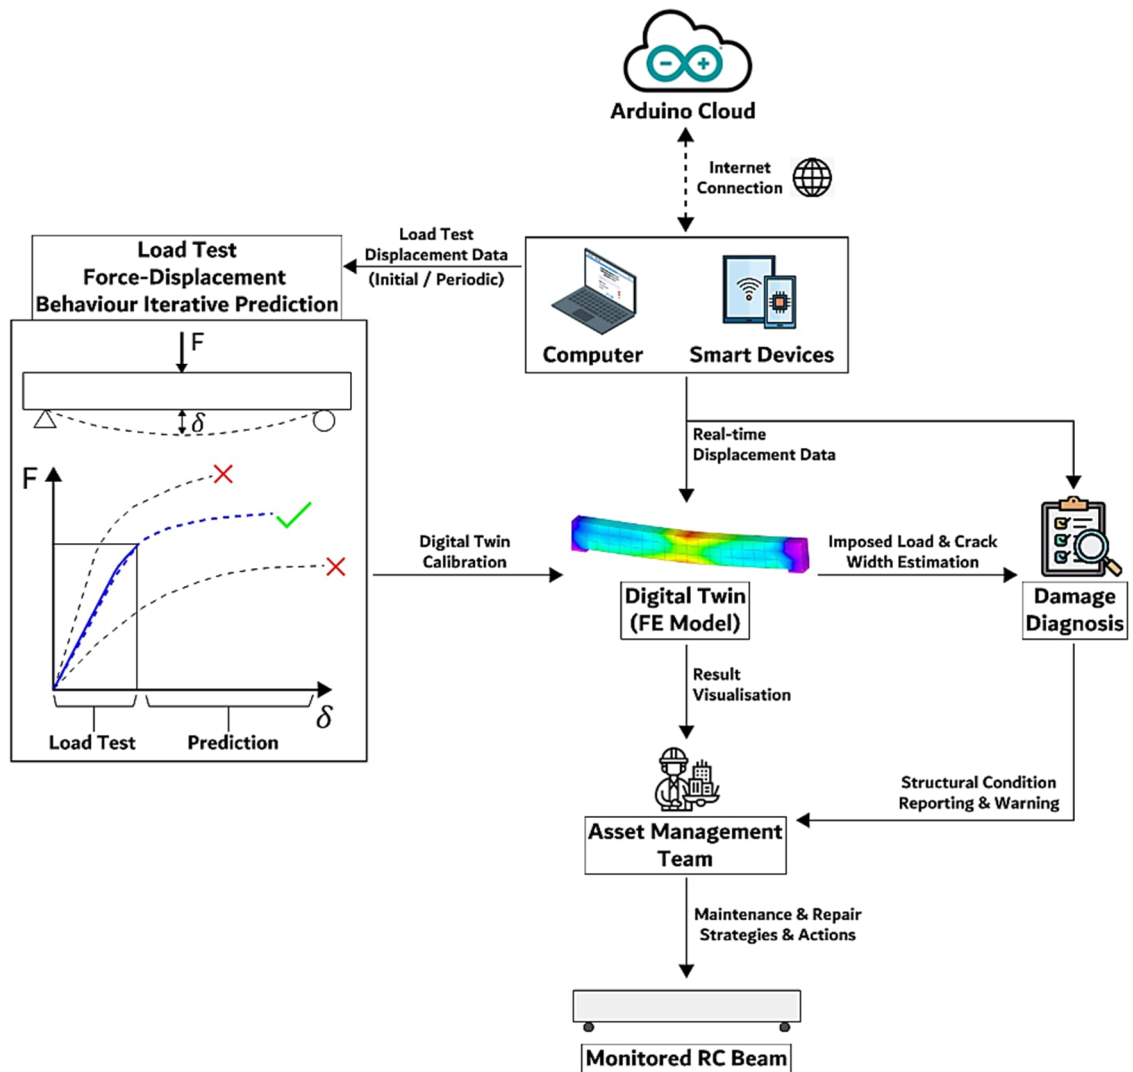 Arduino Cloud
Internet
Connection
Load Test
Displacement Data
(Initial / Periodic)
Load Test
Force-Displacement
Behaviour Iterative Prediction
Computer
Smart Devices
F
δ
Real-time
Displacement Data
F
δ
Load Test
Prediction
Digital Twin
Calibration
Imposed Load & Crack
Width Estimation
Digital Twin
(FE Model)
Damage
Diagnosis
Result
Visualisation
Structural Condition
Reporting & Warning
Asset Management
Team
Maintenance & Repair
Strategies & Actions
Monitored RC Beam